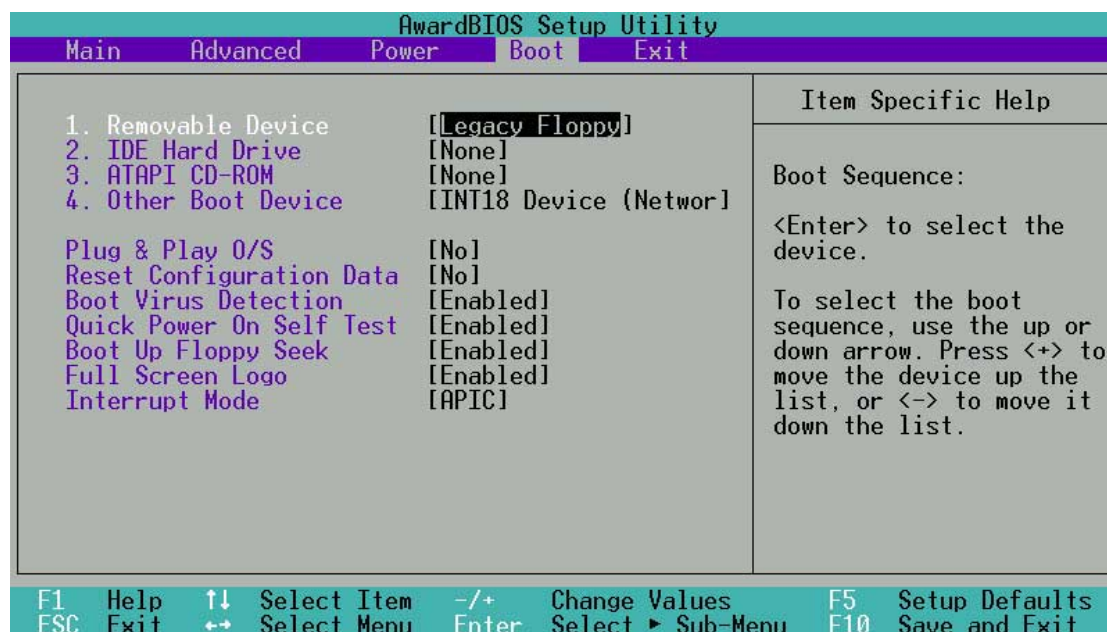 AwardBIOS Setup Utility
Main Advanced Power Boot Exit
Item Specific Help
1. Removable Device [Legacy Floppy]
2. IDE Hard Drive [None]
3. ATAPI CD-ROM [None]
4. Other Boot Device [INT18 Device (Networ]
Plug & Play O/S [No]
Reset Configuration Data [No]
Boot Virus Detection [Enabled]
Quick Power On Self Test [Enabled]
Boot Up Floppy Seek [Enabled]
Full Screen Logo [Enabled]
Interrupt Mode [APIC]
Boot Sequence:
<Enter> to select the
device.
To select the boot
sequence, use the up or
down arrow. Press <+> to
move the device up the
list, or <-> to move it
down the list.
F1 Help ↑↓ Select Item -/+ Change Values F5 Setup Defaults
ESC Exit ←→ Select Menu Enter Select ► Sub-Menu F10 Save and Exit